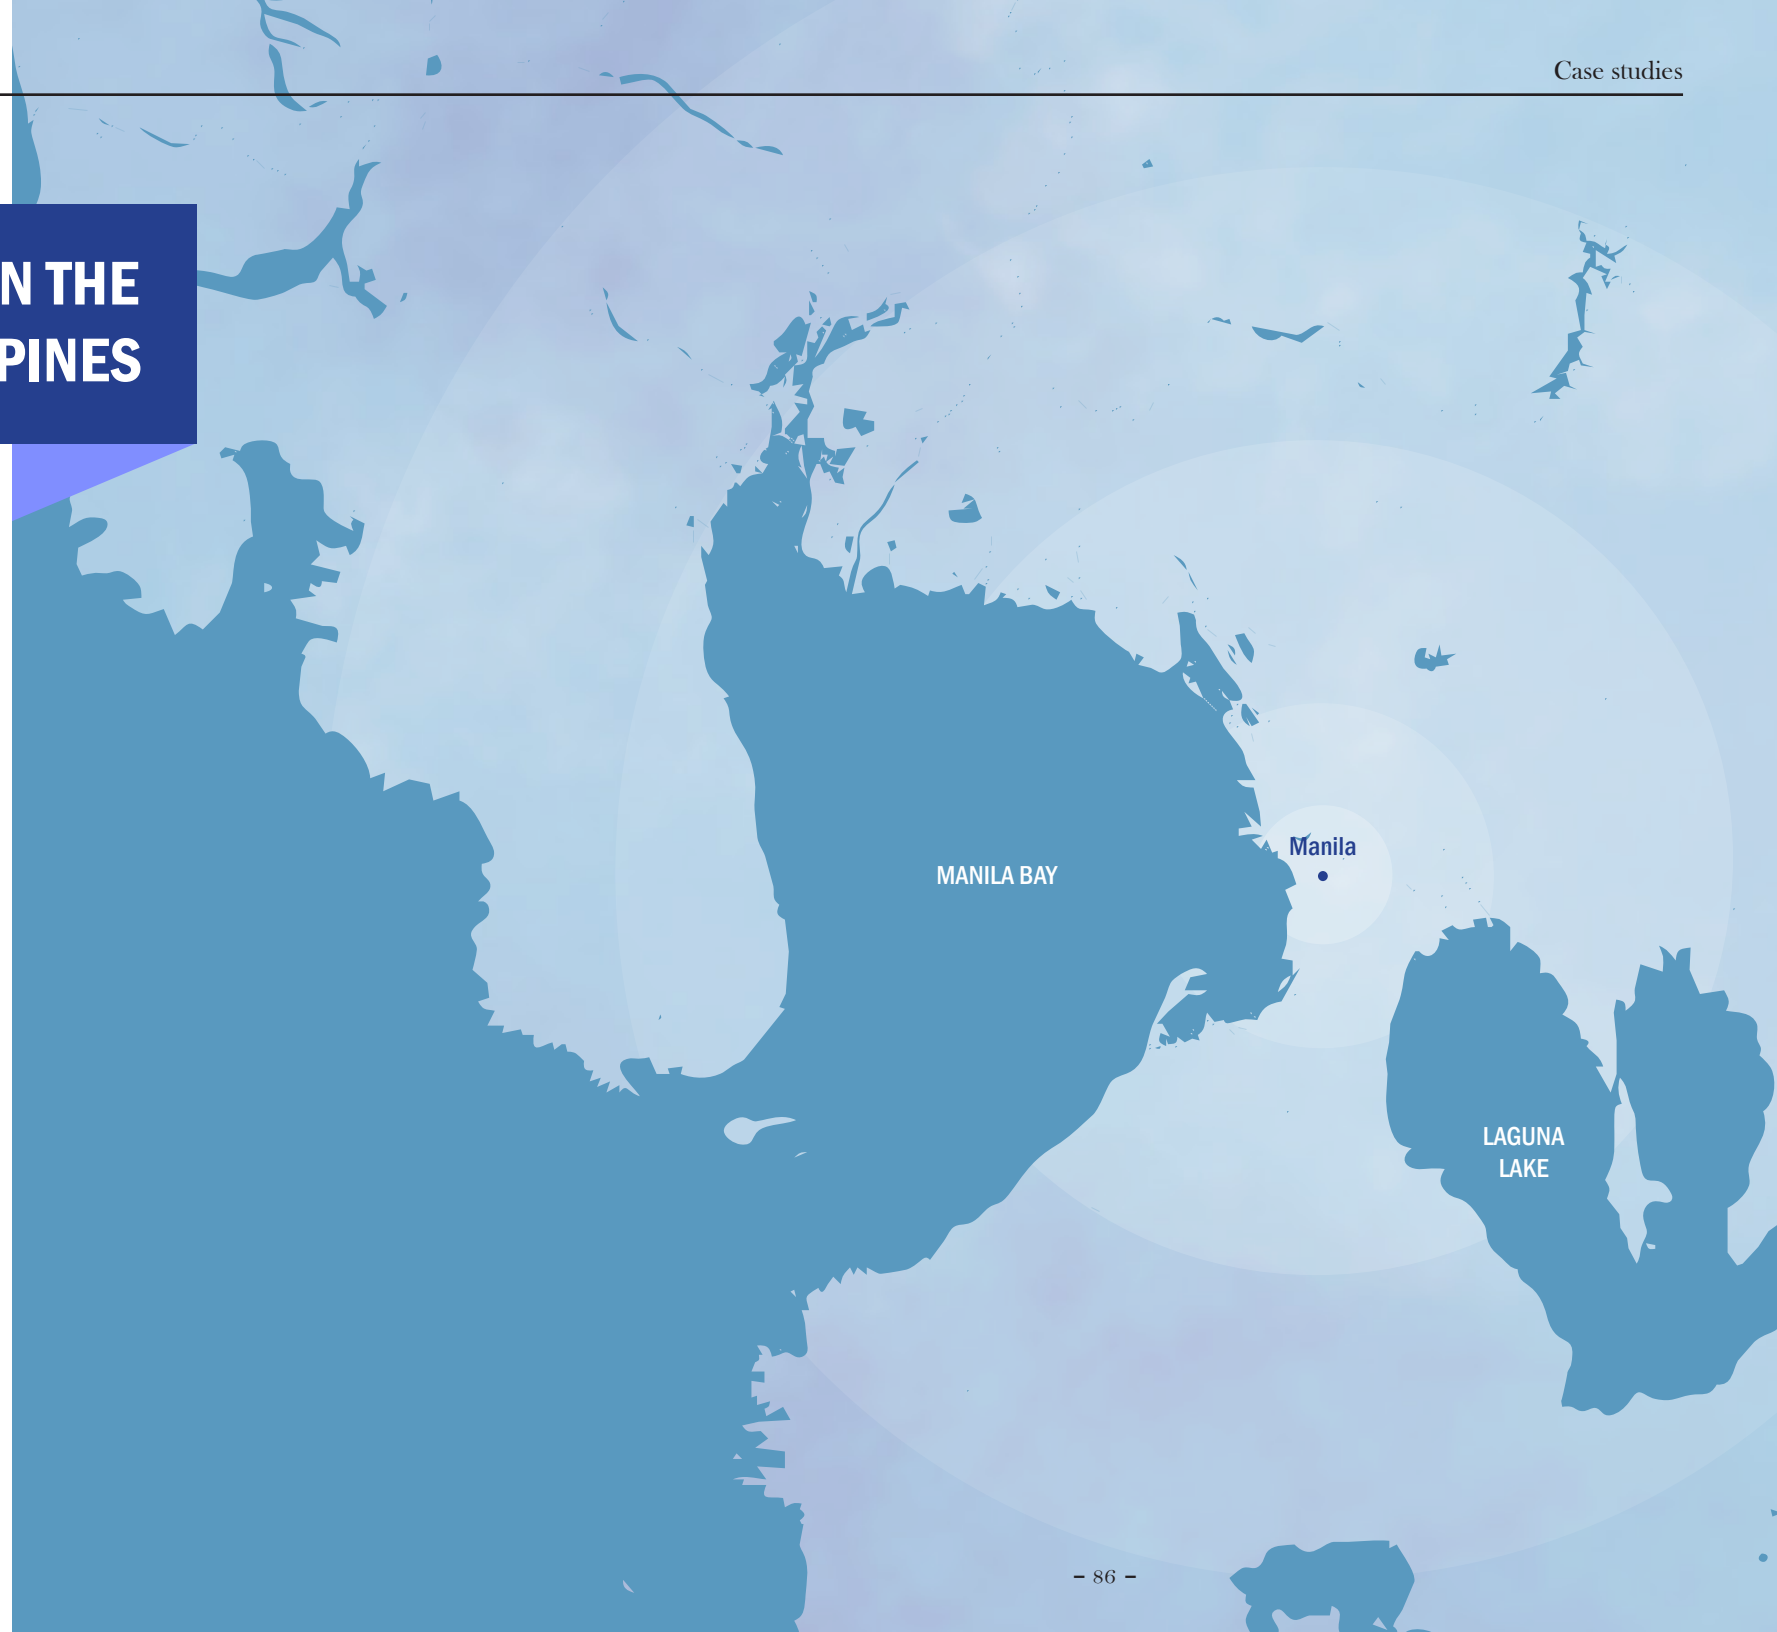 Case studies
N THE
PINES
Manila
MANILA BAY
LAGUNA
LAKE
- 86 -